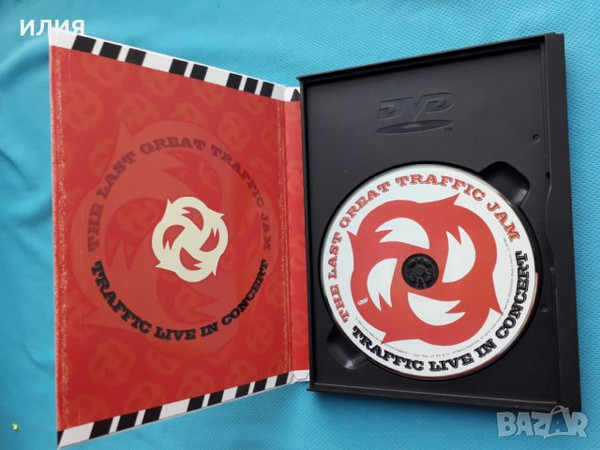 илия
THE LAST GREAT TRAFFIC JAM
TRAFFIC LIVE IN CONCERT
DVD
THE LAST GREAT TRAFFIC JAM
TRAFFIC LIVE IN CONCERT
BAZAR